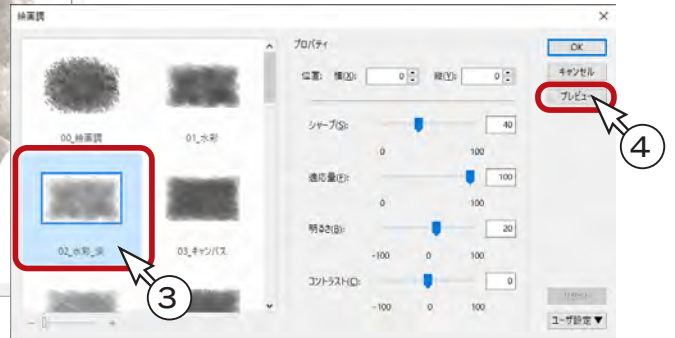 絵画調
プロパティ
位置: 横(X): 0 縦(Y): 0
シャープ(S): 40
0 100
適応量(F): 100
0 100
明るさ(B): 20
-100 0 100
コントラスト(C): 0
-100 0 100
00_絵画調
01_水彩
02_水彩_淡
03_キャンバス
③
- +
OK
キャンセル
プレビュー
④
ユーザ設定▼